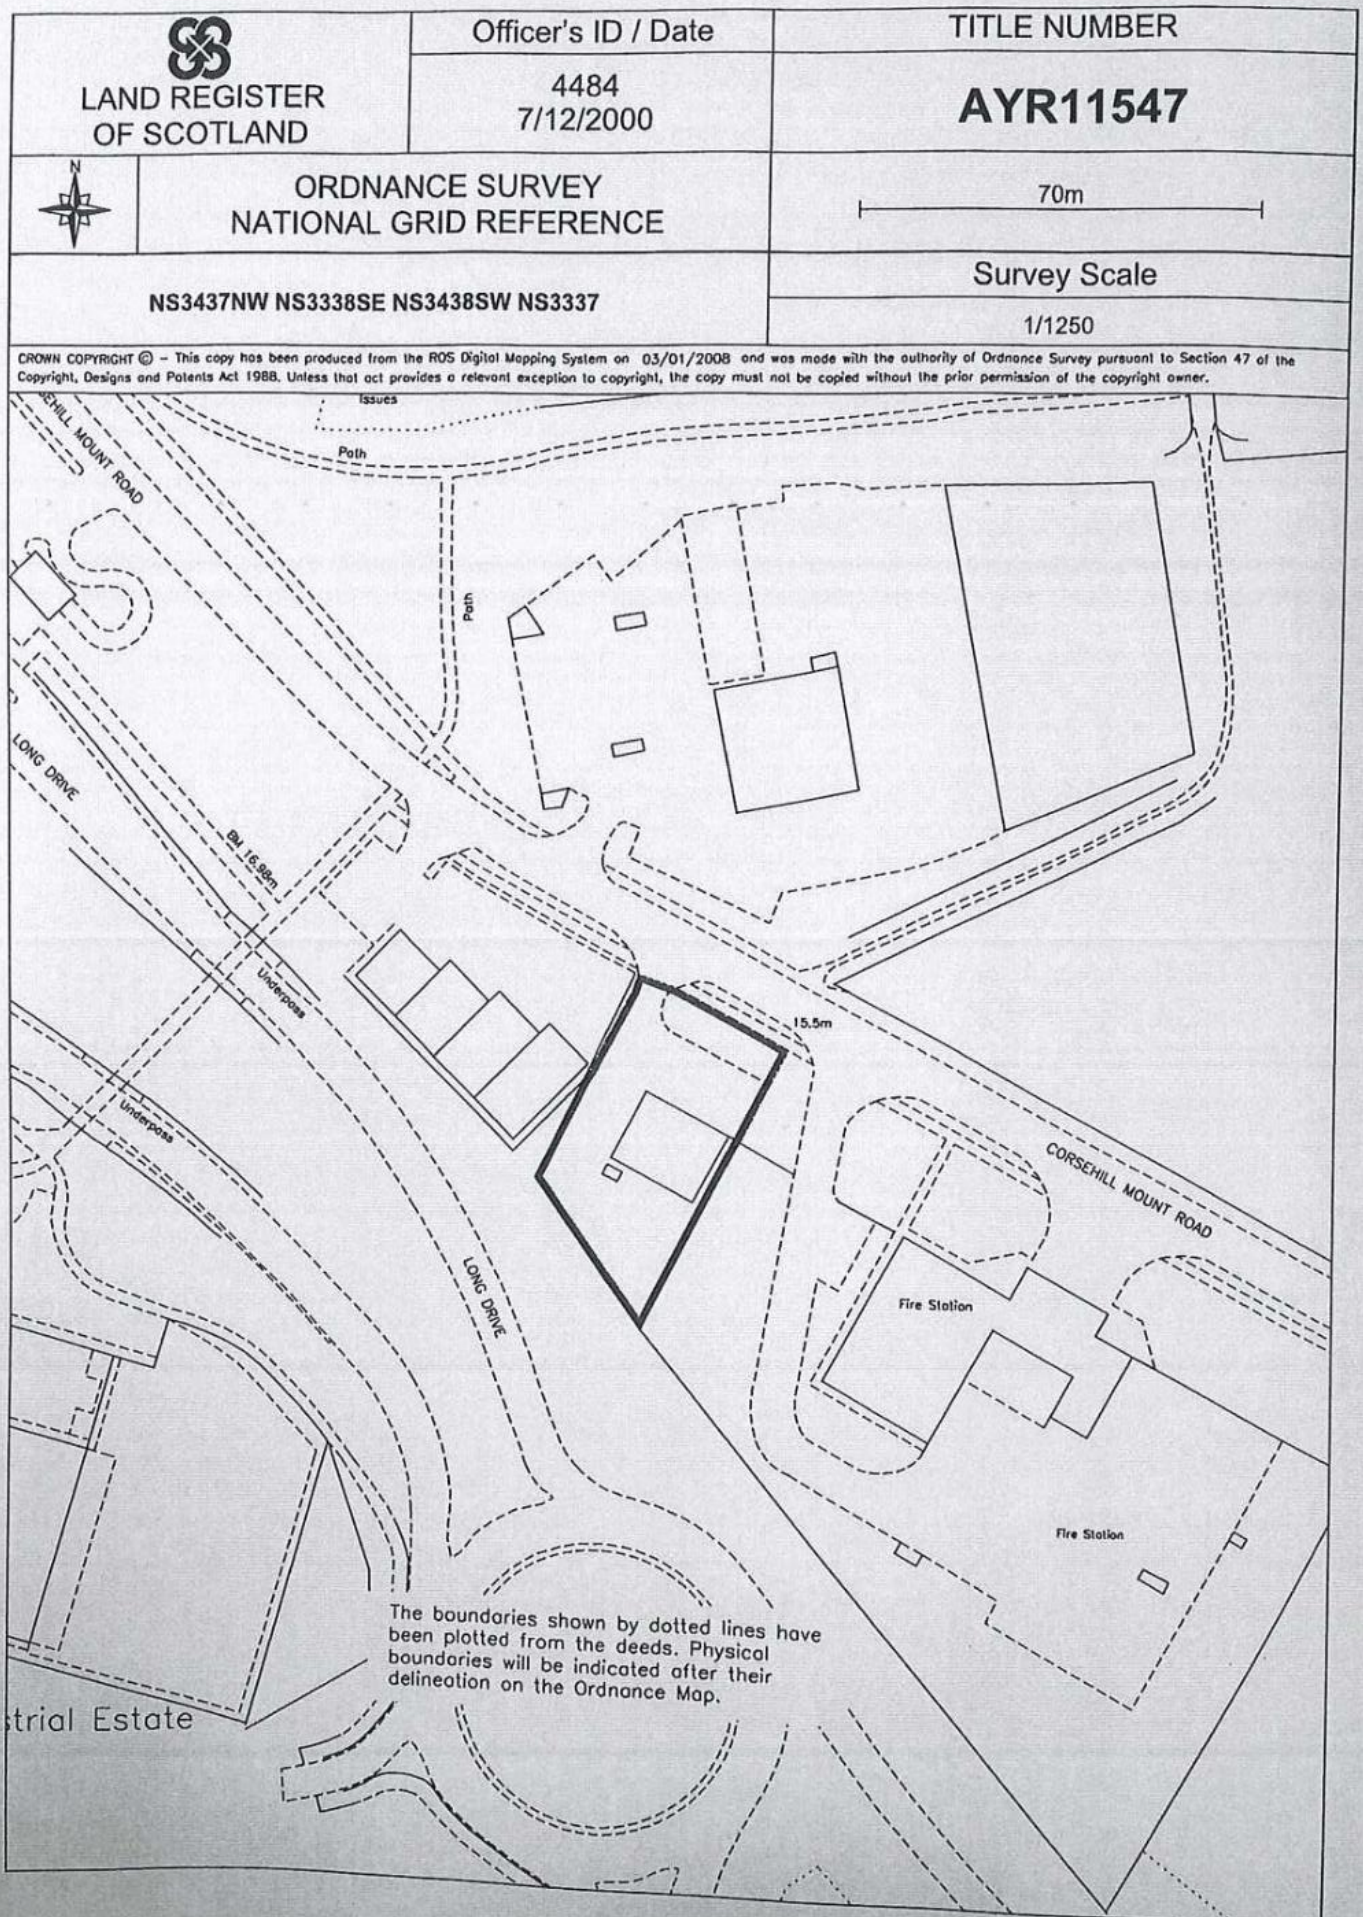 LAND REGISTER
OF SCOTLAND
Officer's ID / Date
4484
7/12/2000
TITLE NUMBER
AYR11547
N
ORDNANCE SURVEY
NATIONAL GRID REFERENCE
70m
NS3437NW NS3338SE NS3438SW NS3337
Survey Scale
1/1250
CROWN COPYRIGHT © – This copy has been produced from the ROS Digital Mapping System on 03/01/2008 and was made with the authority of Ordnance Survey pursuant to Section 47 of the
Copyright, Designs and Patents Act 1988. Unless that act provides a relevant exception to copyright, the copy must not be copied without the prior permission of the copyright owner.
Issues
SEHILL MOUNT ROAD
Path
Path
LONG DRIVE
BM 16.98m
Underpass
15.5m
Underpass
CORSEHILL MOUNT ROAD
LONG DRIVE
Fire Station
Fire Station
The boundaries shown by dotted lines have
been plotted from the deeds. Physical
boundaries will be indicated after their
delineation on the Ordnance Map.
strial Estate